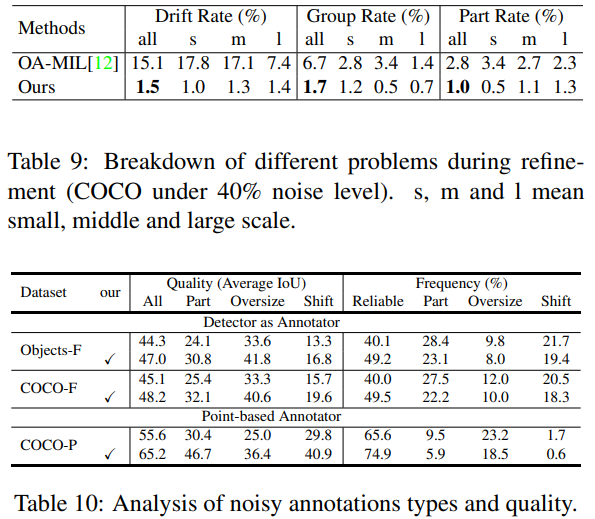 Methods Drift Rate (%) Group Rate (%) Part Rate (%)
all s m l all s m l all s m l
OA-MIL[12] 15.1 17.8 17.1 7.4 6.7 2.8 3.4 1.4 2.8 3.4 2.7 2.3
Ours 1.5 1.0 1.3 1.4 1.7 1.2 0.5 0.7 1.0 0.5 1.1 1.3
Table 9: Breakdown of different problems during refine-
ment (COCO under 40% noise level). s, m and l mean
small, middle and large scale.
Dataset our Quality (Average IoU) Frequency (%)
All Part Oversize Shift Reliable Part Oversize Shift
Detector as Annotator
Objects-F 44.3 24.1 33.6 13.3 40.1 28.4 9.8 21.7
✓ 47.0 30.8 41.8 16.8 49.2 23.1 8.0 19.4
COCO-F 45.1 25.4 33.3 15.7 40.0 27.5 12.0 20.5
✓ 48.2 32.1 40.6 19.6 49.5 22.2 10.0 18.3
Point-based Annotator
COCO-P 55.6 30.4 25.0 29.8 65.6 9.5 23.2 1.7
✓ 65.2 46.7 36.4 40.9 74.9 5.9 18.5 0.6
Table 10: Analysis of noisy annotations types and quality.